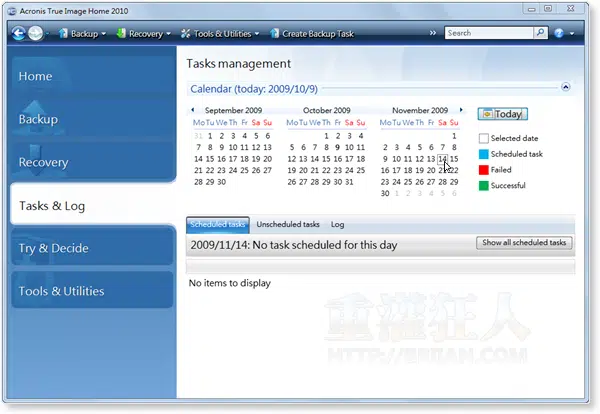 Acronis True Image Home 2010
Backup Recovery Tools & Utilities Create Backup Task » Search
Home
Backup
Recovery
Tasks & Log
Try & Decide
Tools & Utilities
Tasks management
Calendar (today: 2009/10/9)
September 2009
Mo Tu We Th Fr Sa Su
31 1 2 3 4 5 6
7 8 9 10 11 12 13
14 15 16 17 18 19 20
21 22 23 24 25 26 27
28 29 30
October 2009
Mo Tu We Th Fr Sa Su
1 2 3 4
5 6 7 8 9 10 11
12 13 14 15 16 17 18
19 20 21 22 23 24 25
26 27 28 29 30 31
November 2009
Mo Tu We Th Fr Sa Su
1
2 3 4 5 6 7 8
9 10 11 12 13 14 15
16 17 18 19 20 21 22
23 24 25 26 27 28 29
30 1 2 3 4 5 6
Today
Selected date
Scheduled task
Failed
Successful
Scheduled tasks Unscheduled tasks Log
2009/11/14: No task scheduled for this day
Show all scheduled tasks
No items to display
重灌狂人
HTTP://BRIIAN.COM